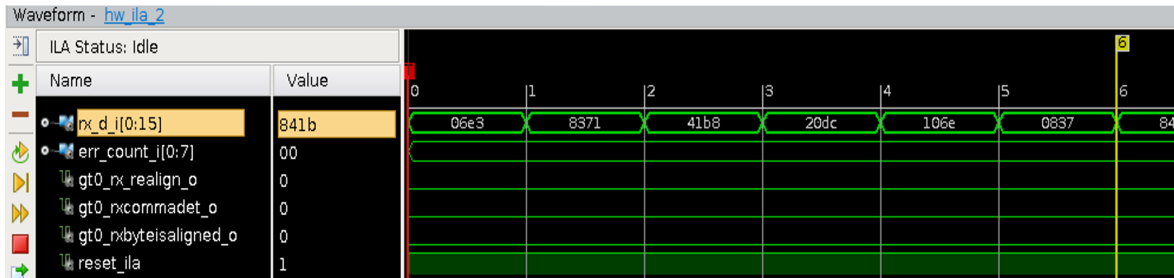 Waveform - hw_ila_2
ILA Status: Idle
6
Name Value
0 1 2 3 4 5 6
rx_d_i[0:15] 841b 06e3 8371 41b8 20dc 106e 0837 84
err_count_i[0:7] 00
gt0_rx_realign_o 0
gt0_rxcommadet_o 0
gt0_rxbyteisaligned_o 0
reset_ila 1